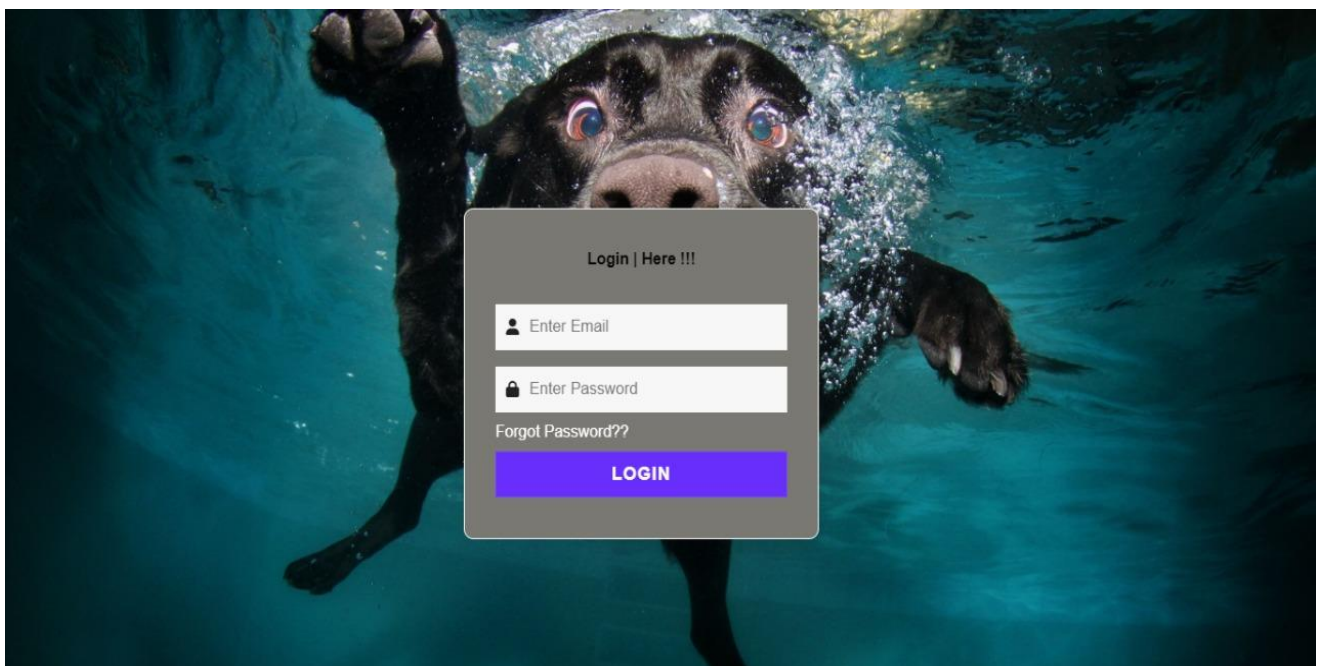 Login | Here !!!
Enter Email
Enter Password
Forgot Password??
LOGIN